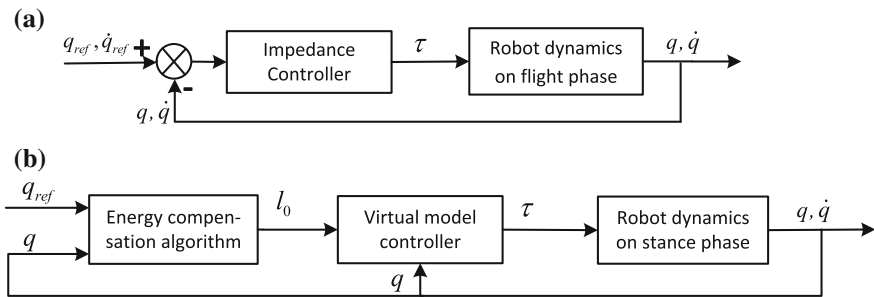 (a)
q_ref, q̇_ref
+
-
Impedance
Controller
τ
Robot dynamics
on flight phase
q, q̇
q, q̇
(b)
q_ref
q
Energy compen-
sation algorithm
l_0
Virtual model
controller
τ
Robot dynamics
on stance phase
q, q̇
q